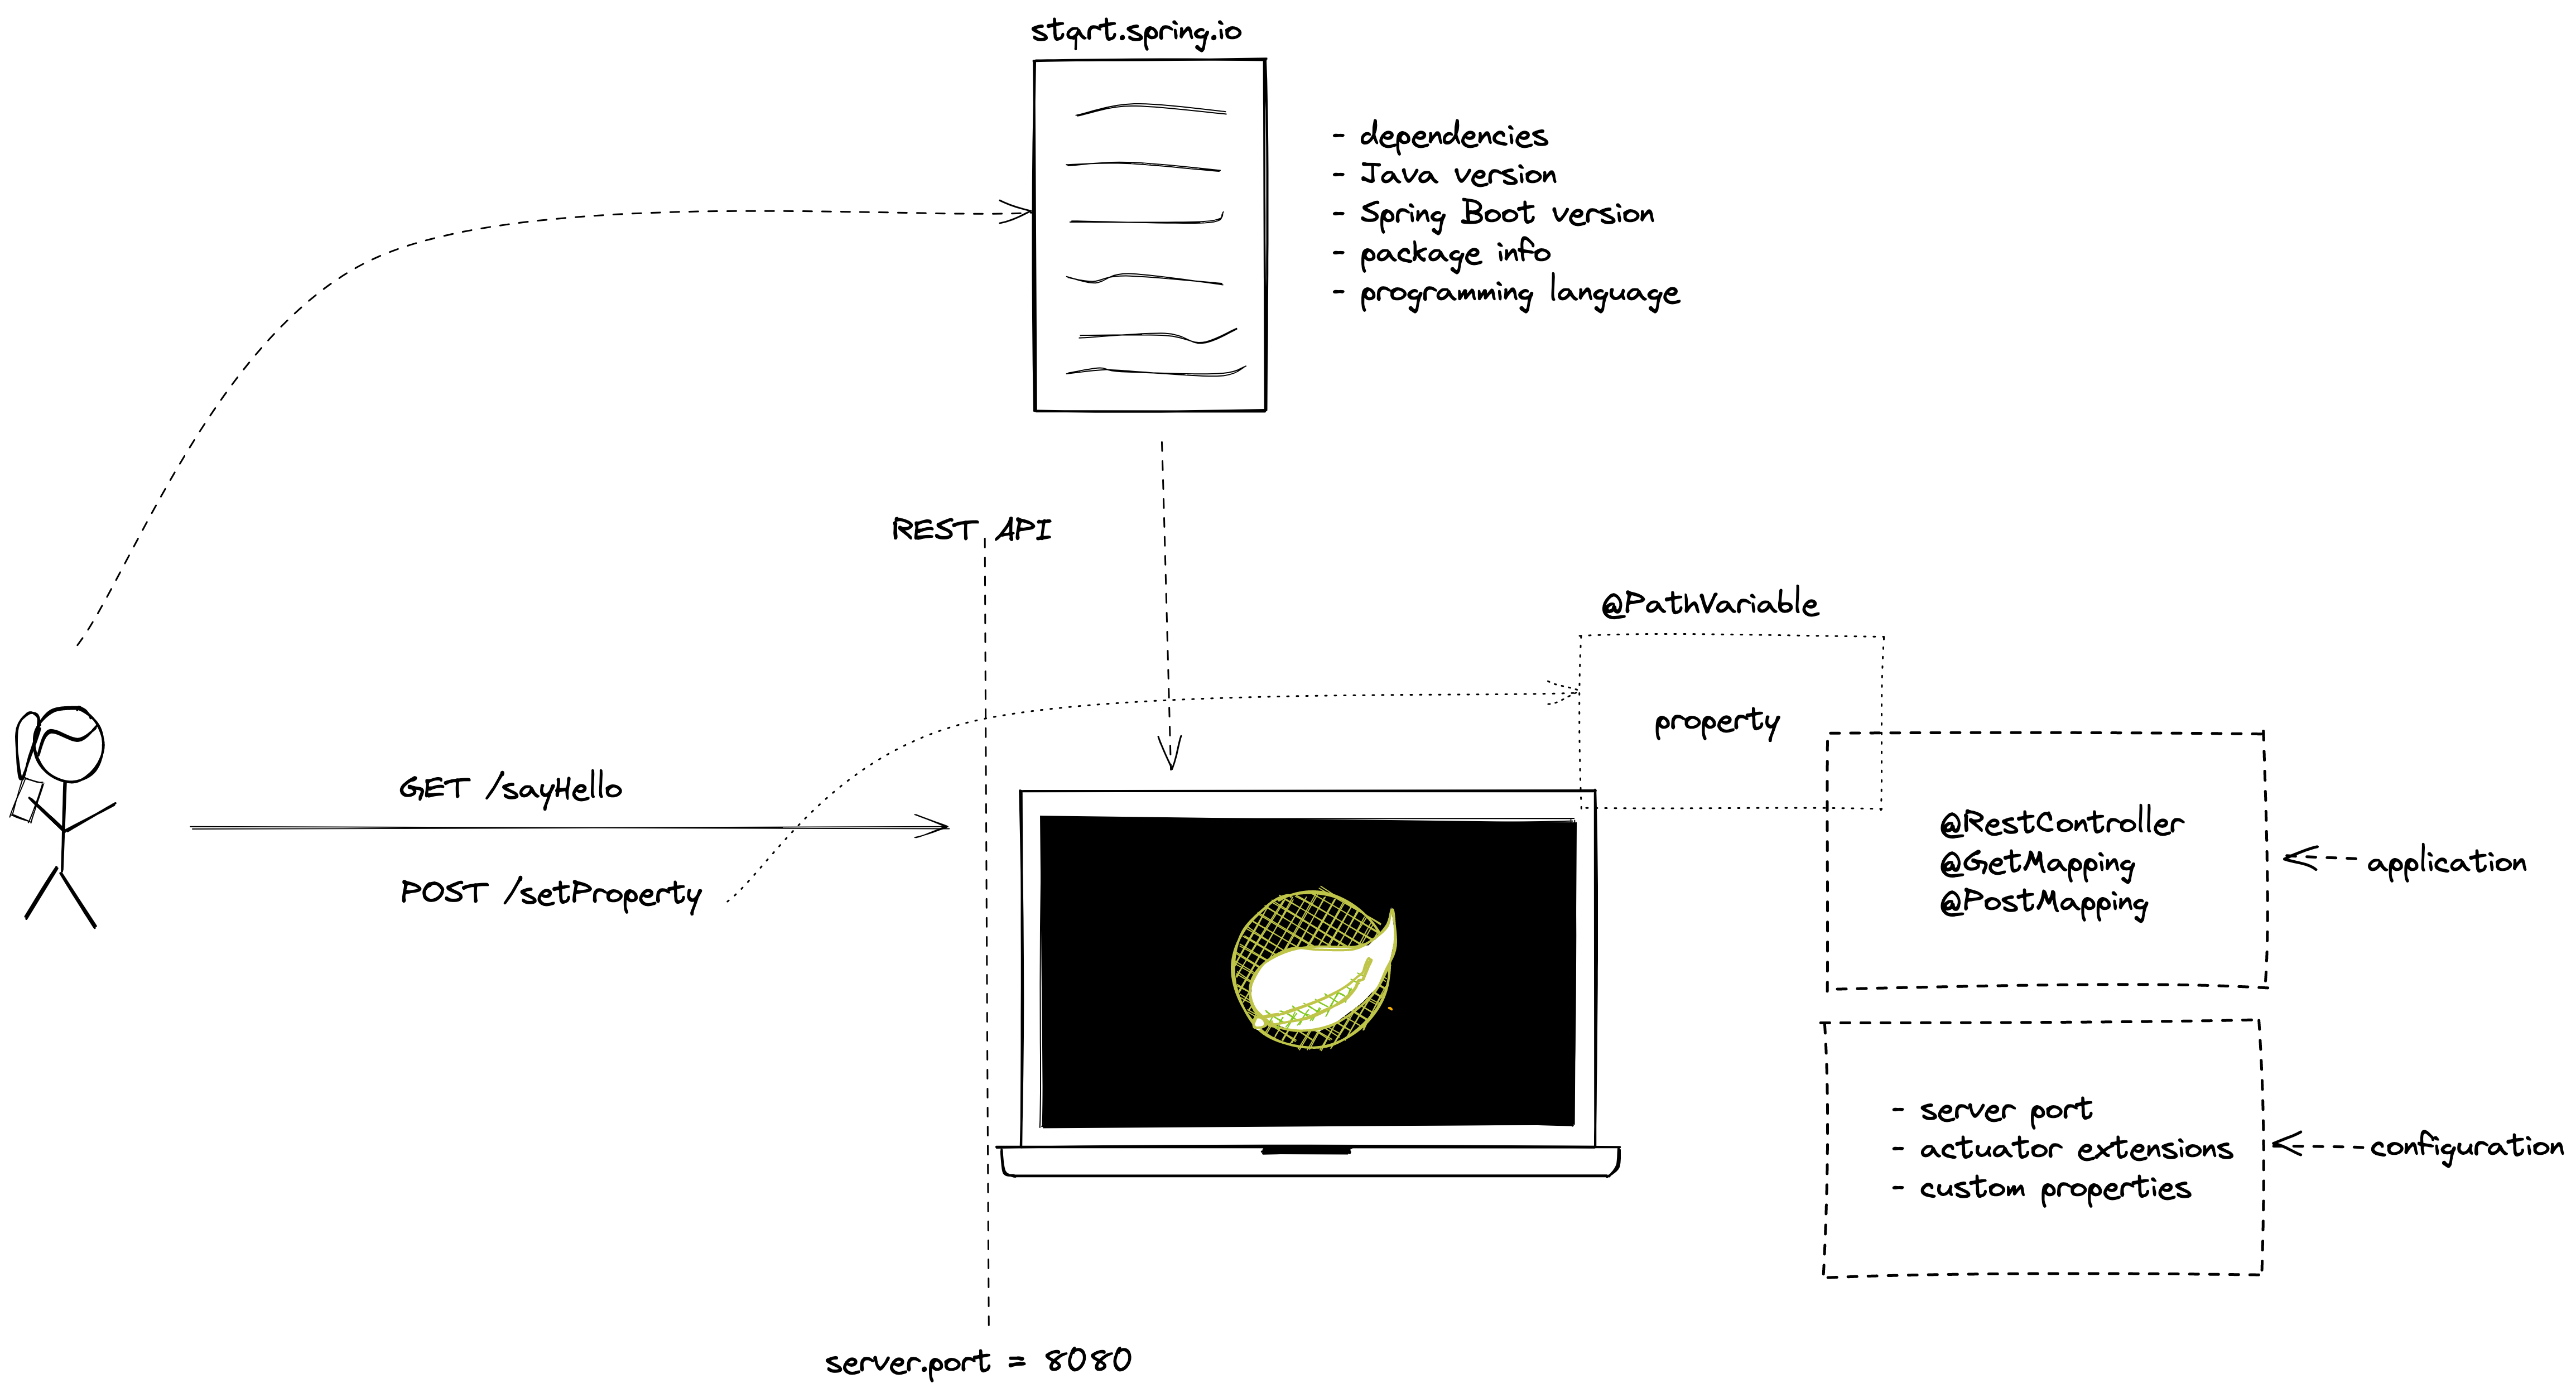 start.spring.io
- dependencies
- Java version
- Spring Boot version
- package info
- programming language
REST API
@PathVariable
property
GET /sayHello
POST /setProperty
@RestController
@GetMapping
@PostMapping
application
- server port
- actuator extensions
- custom properties
configuration
server.port = 8080